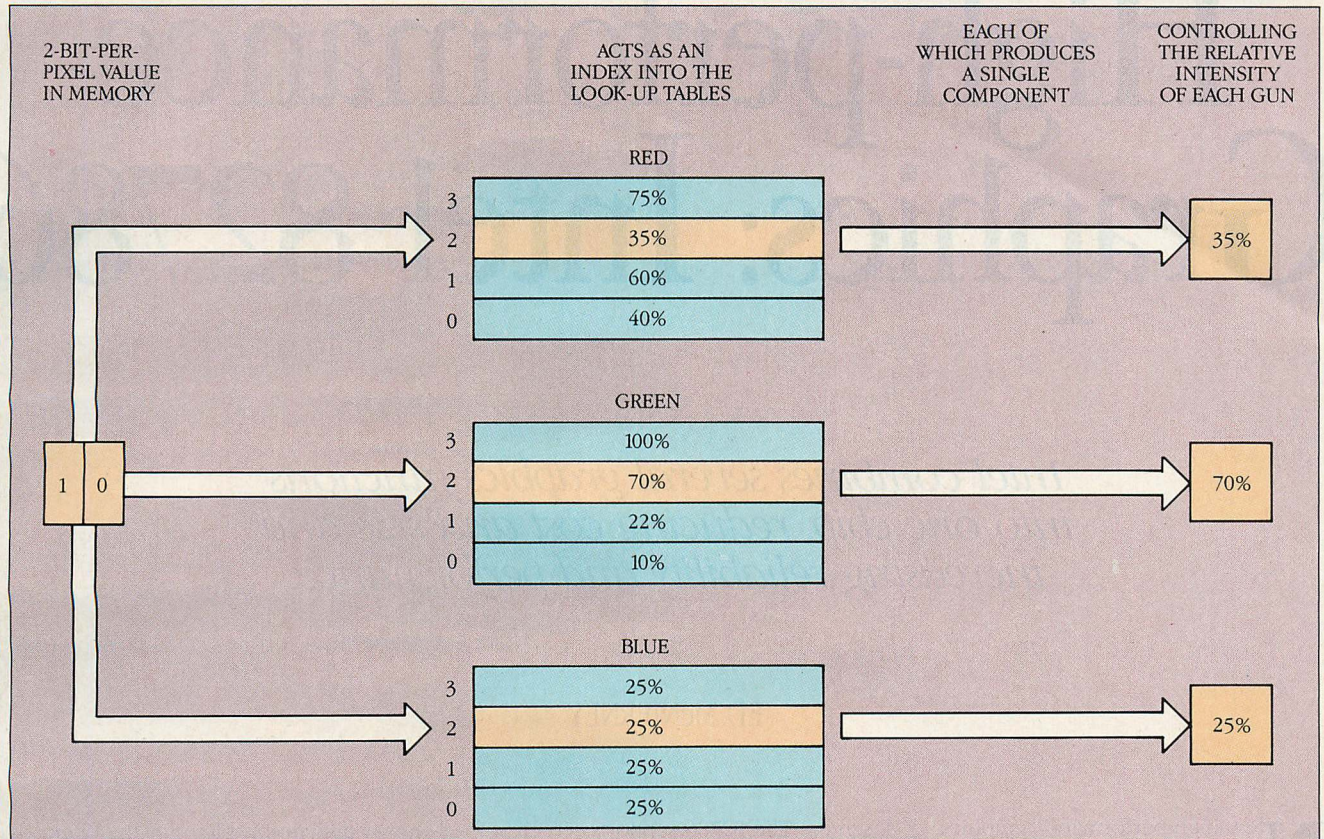 2-BIT-PER-
PIXEL VALUE
IN MEMORY
ACTS AS AN
INDEX INTO THE
LOOK-UP TABLES
EACH OF
WHICH PRODUCES
A SINGLE
COMPONENT
CONTROLLING
THE RELATIVE
INTENSITY
OF EACH GUN
RED
3 75%
2 35%
1 60%
0 40%
35%
GREEN
3 100%
2 70%
1 22%
0 10%
1 0
70%
BLUE
3 25%
2 25%
1 25%
0 25%
25%